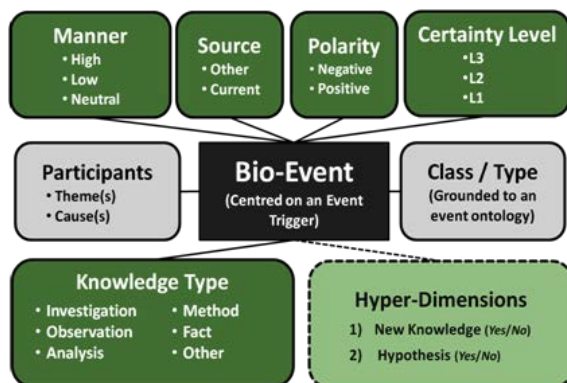 Manner
• High
• Low
• Neutral
Source
• Other
• Current
Polarity
• Negative
• Positive
Certainty Level
•L3
•L2
•L1
Participants
• Theme(s)
• Cause(s)
Bio-Event
(Centred on an Event
Trigger)
Class / Type
(Grounded to an
event ontology)
Knowledge Type
• Investigation
• Observation
• Analysis
• Method
• Fact
• Other
Hyper-Dimensions
1) New Knowledge (Yes/No)
2) Hypothesis (Yes/No)